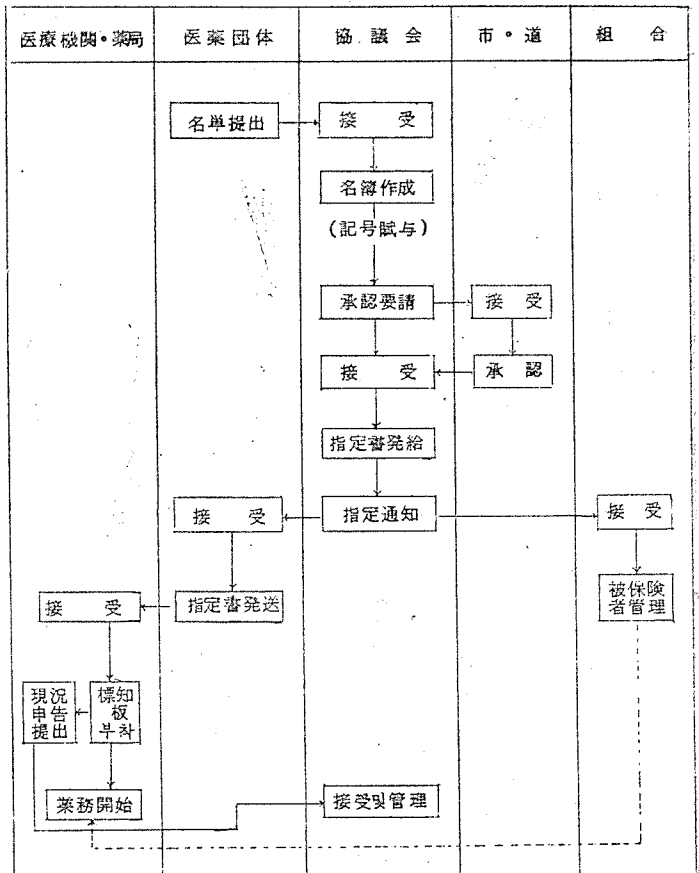 医療機関・薬局 医薬団体 協議会 市・道 組合
名単提出 接受
名簿作成
(記号賦与)
承認要請 接受
接受 承認
指定書発給
接受 指定通知 接受
接受 指定書発送 被保険
者管理
現況
申告
提出
標知
板
부착
業務開始 接受및管理